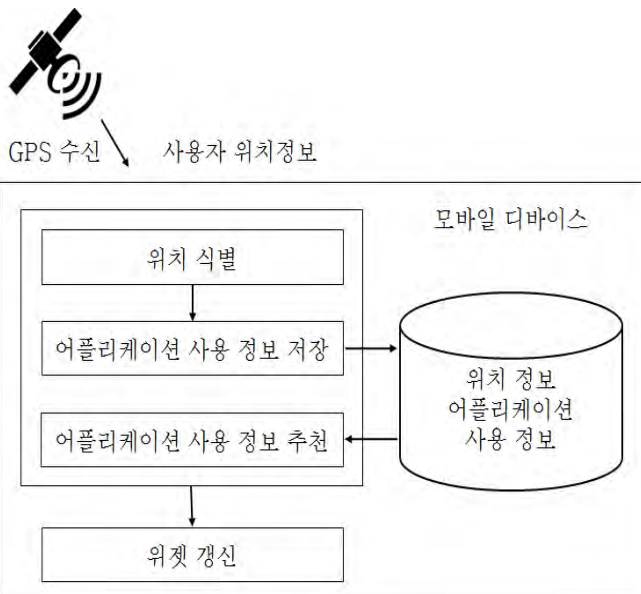 GPS 수신 사용자 위치정보
모바일 디바이스
위치 식별
어플리케이션 사용 정보 저장
위치 정보
어플리케이션
사용 정보
어플리케이션 사용 정보 추천
위젯 갱신